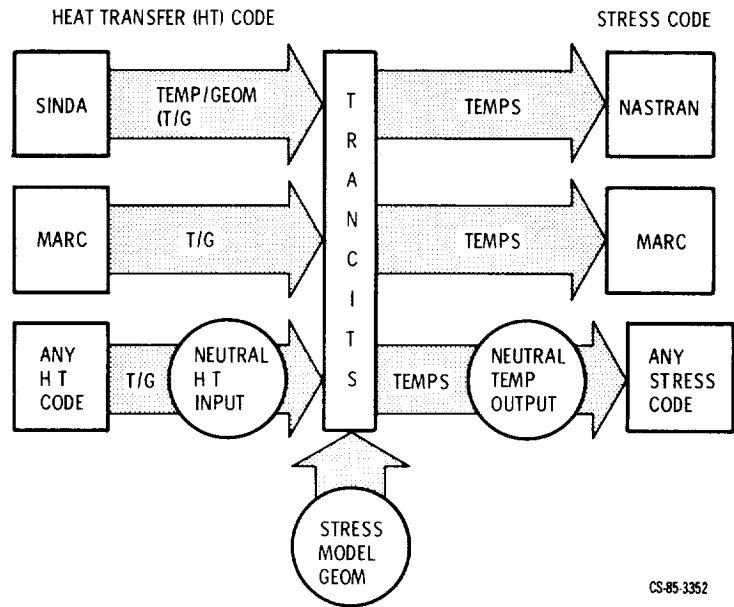 HEAT TRANSFER (HT) CODE
STRESS CODE
SINDA
TEMP/GEOM
(T/G
TRANCITS
TEMPS
NASTRAN
MARC
T/G
TEMPS
MARC
ANY
H T
CODE
T/G
NEUTRAL
H T
INPUT
TEMPS
NEUTRAL
TEMP
OUTPUT
ANY
STRESS
CODE
STRESS
MODEL
GEOM
CS-85-3352